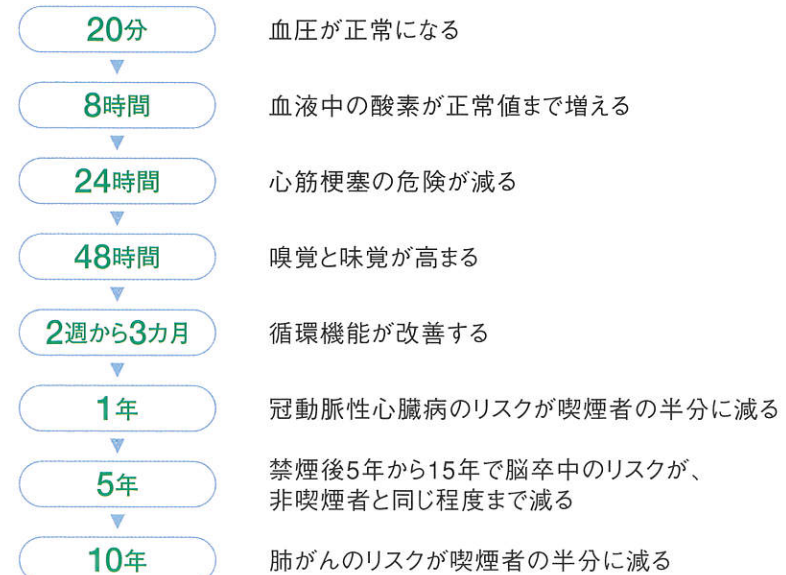 20分 血圧が正常になる
8時間 血液中の酸素が正常値まで増える
24時間 心筋梗塞の危険が減る
48時間 嗅覚と味覚が高まる
2週から3カ月 循環機能が改善する
1年 冠動脈性心臓病のリスクが喫煙者の半分に減る
5年 禁煙後5年から15年で脳卒中のリスクが、
非喫煙者と同じ程度まで減る
10年 肺がんのリスクが喫煙者の半分に減る